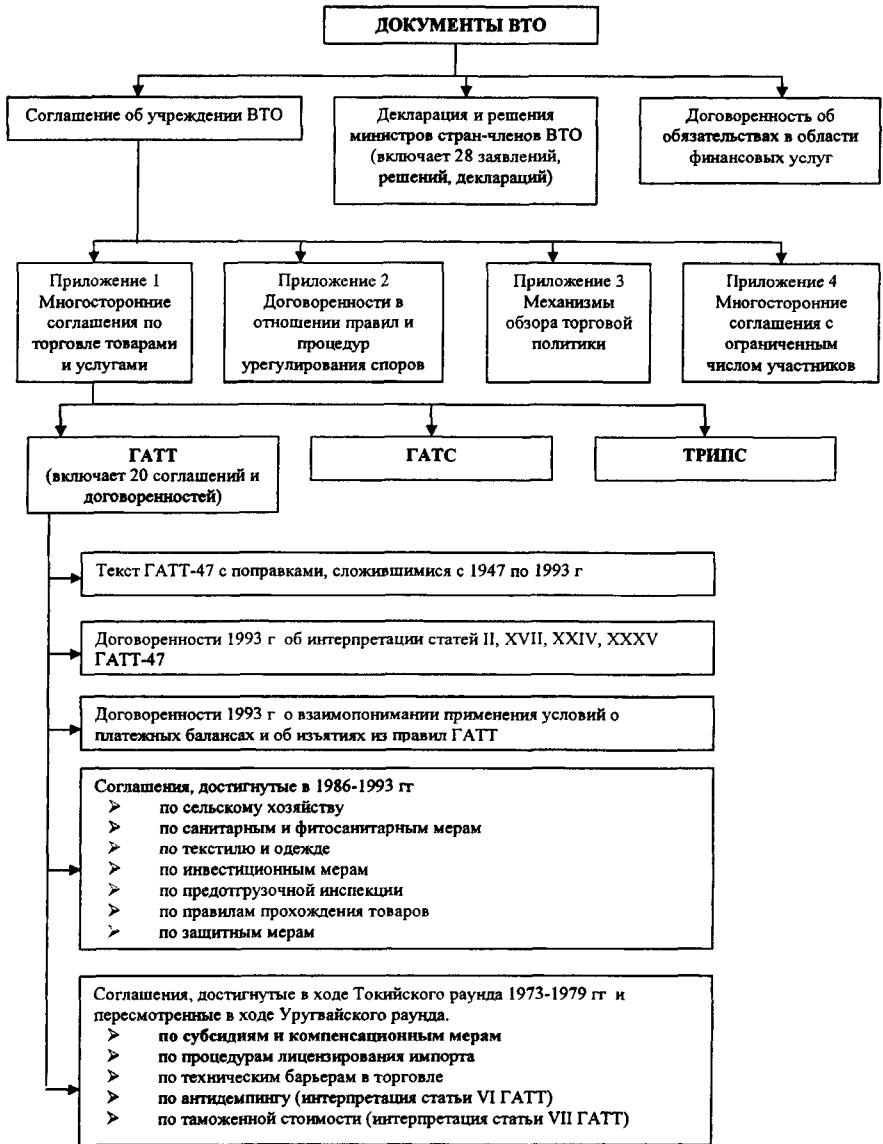 ДОКУМЕНТЫ ВТО
Соглашение об учреждении ВТО
Декларация и решения
министров стран-членов ВТО
(включает 28 заявлений,
решений, деклараций)
Договоренность об
обязательствах в области
финансовых услуг
Приложение 1
Многосторонние
соглашения по
торговле товарами
и услугами
Приложение 2
Договоренности в
отношении правил и
процедур
урегулирования споров
Приложение 3
Механизмы
обзора торговой
политики
Приложение 4
Многосторонние
соглашения с
ограниченным
числом участников
ГАТТ
(включает 20 соглашений и
договоренностей)
ГАТС
ТРИПС
Текст ГАТТ-47 с поправками, сложившимися с 1947 по 1993 г
Договоренности 1993 г об интерпретации статей II, XVII, XXIV, XXXV
ГАТТ-47
Договоренности 1993 г о взаимопонимании применения условий о
платежных балансах и об изъятиях из правил ГАТТ
Соглашения, достигнутые в 1986-1993 гг
➢ по сельскому хозяйству
➢ по санитарным и фитосанитарным мерам
➢ по текстилю и одежде
➢ по инвестиционным мерам
➢ по предотгрузочной инспекции
➢ по правилам прохождения товаров
➢ по защитным мерам
Соглашения, достигнутые в ходе Токийского раунда 1973-1979 гг и
пересмотренные в ходе Уругвайского раунда.
➢ по субсидиям и компенсационным мерам
➢ по процедурам лицензирования импорта
➢ по техническим барьерам в торговле
➢ по антидемпингу (интерпретация статьи VI ГАТТ)
➢ по таможенной стоимости (интерпретация статьи VII ГАТТ)